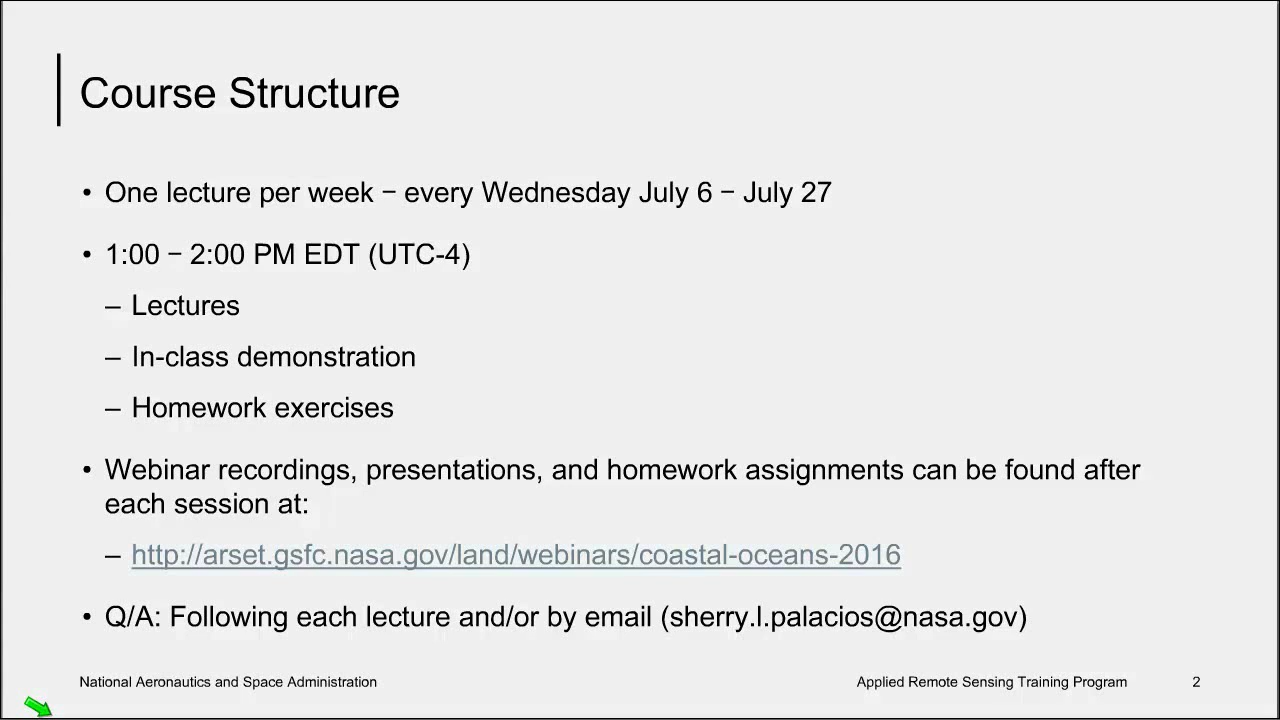 Course Structure
• One lecture per week − every Wednesday July 6 − July 27
• 1:00 − 2:00 PM EDT (UTC-4)
– Lectures
– In-class demonstration
– Homework exercises
• Webinar recordings, presentations, and homework assignments can be found after
each session at:
– http://arset.gsfc.nasa.gov/land/webinars/coastal-oceans-2016
• Q/A: Following each lecture and/or by email (sherry.l.palacios@nasa.gov)
National Aeronautics and Space Administration
Applied Remote Sensing Training Program
2